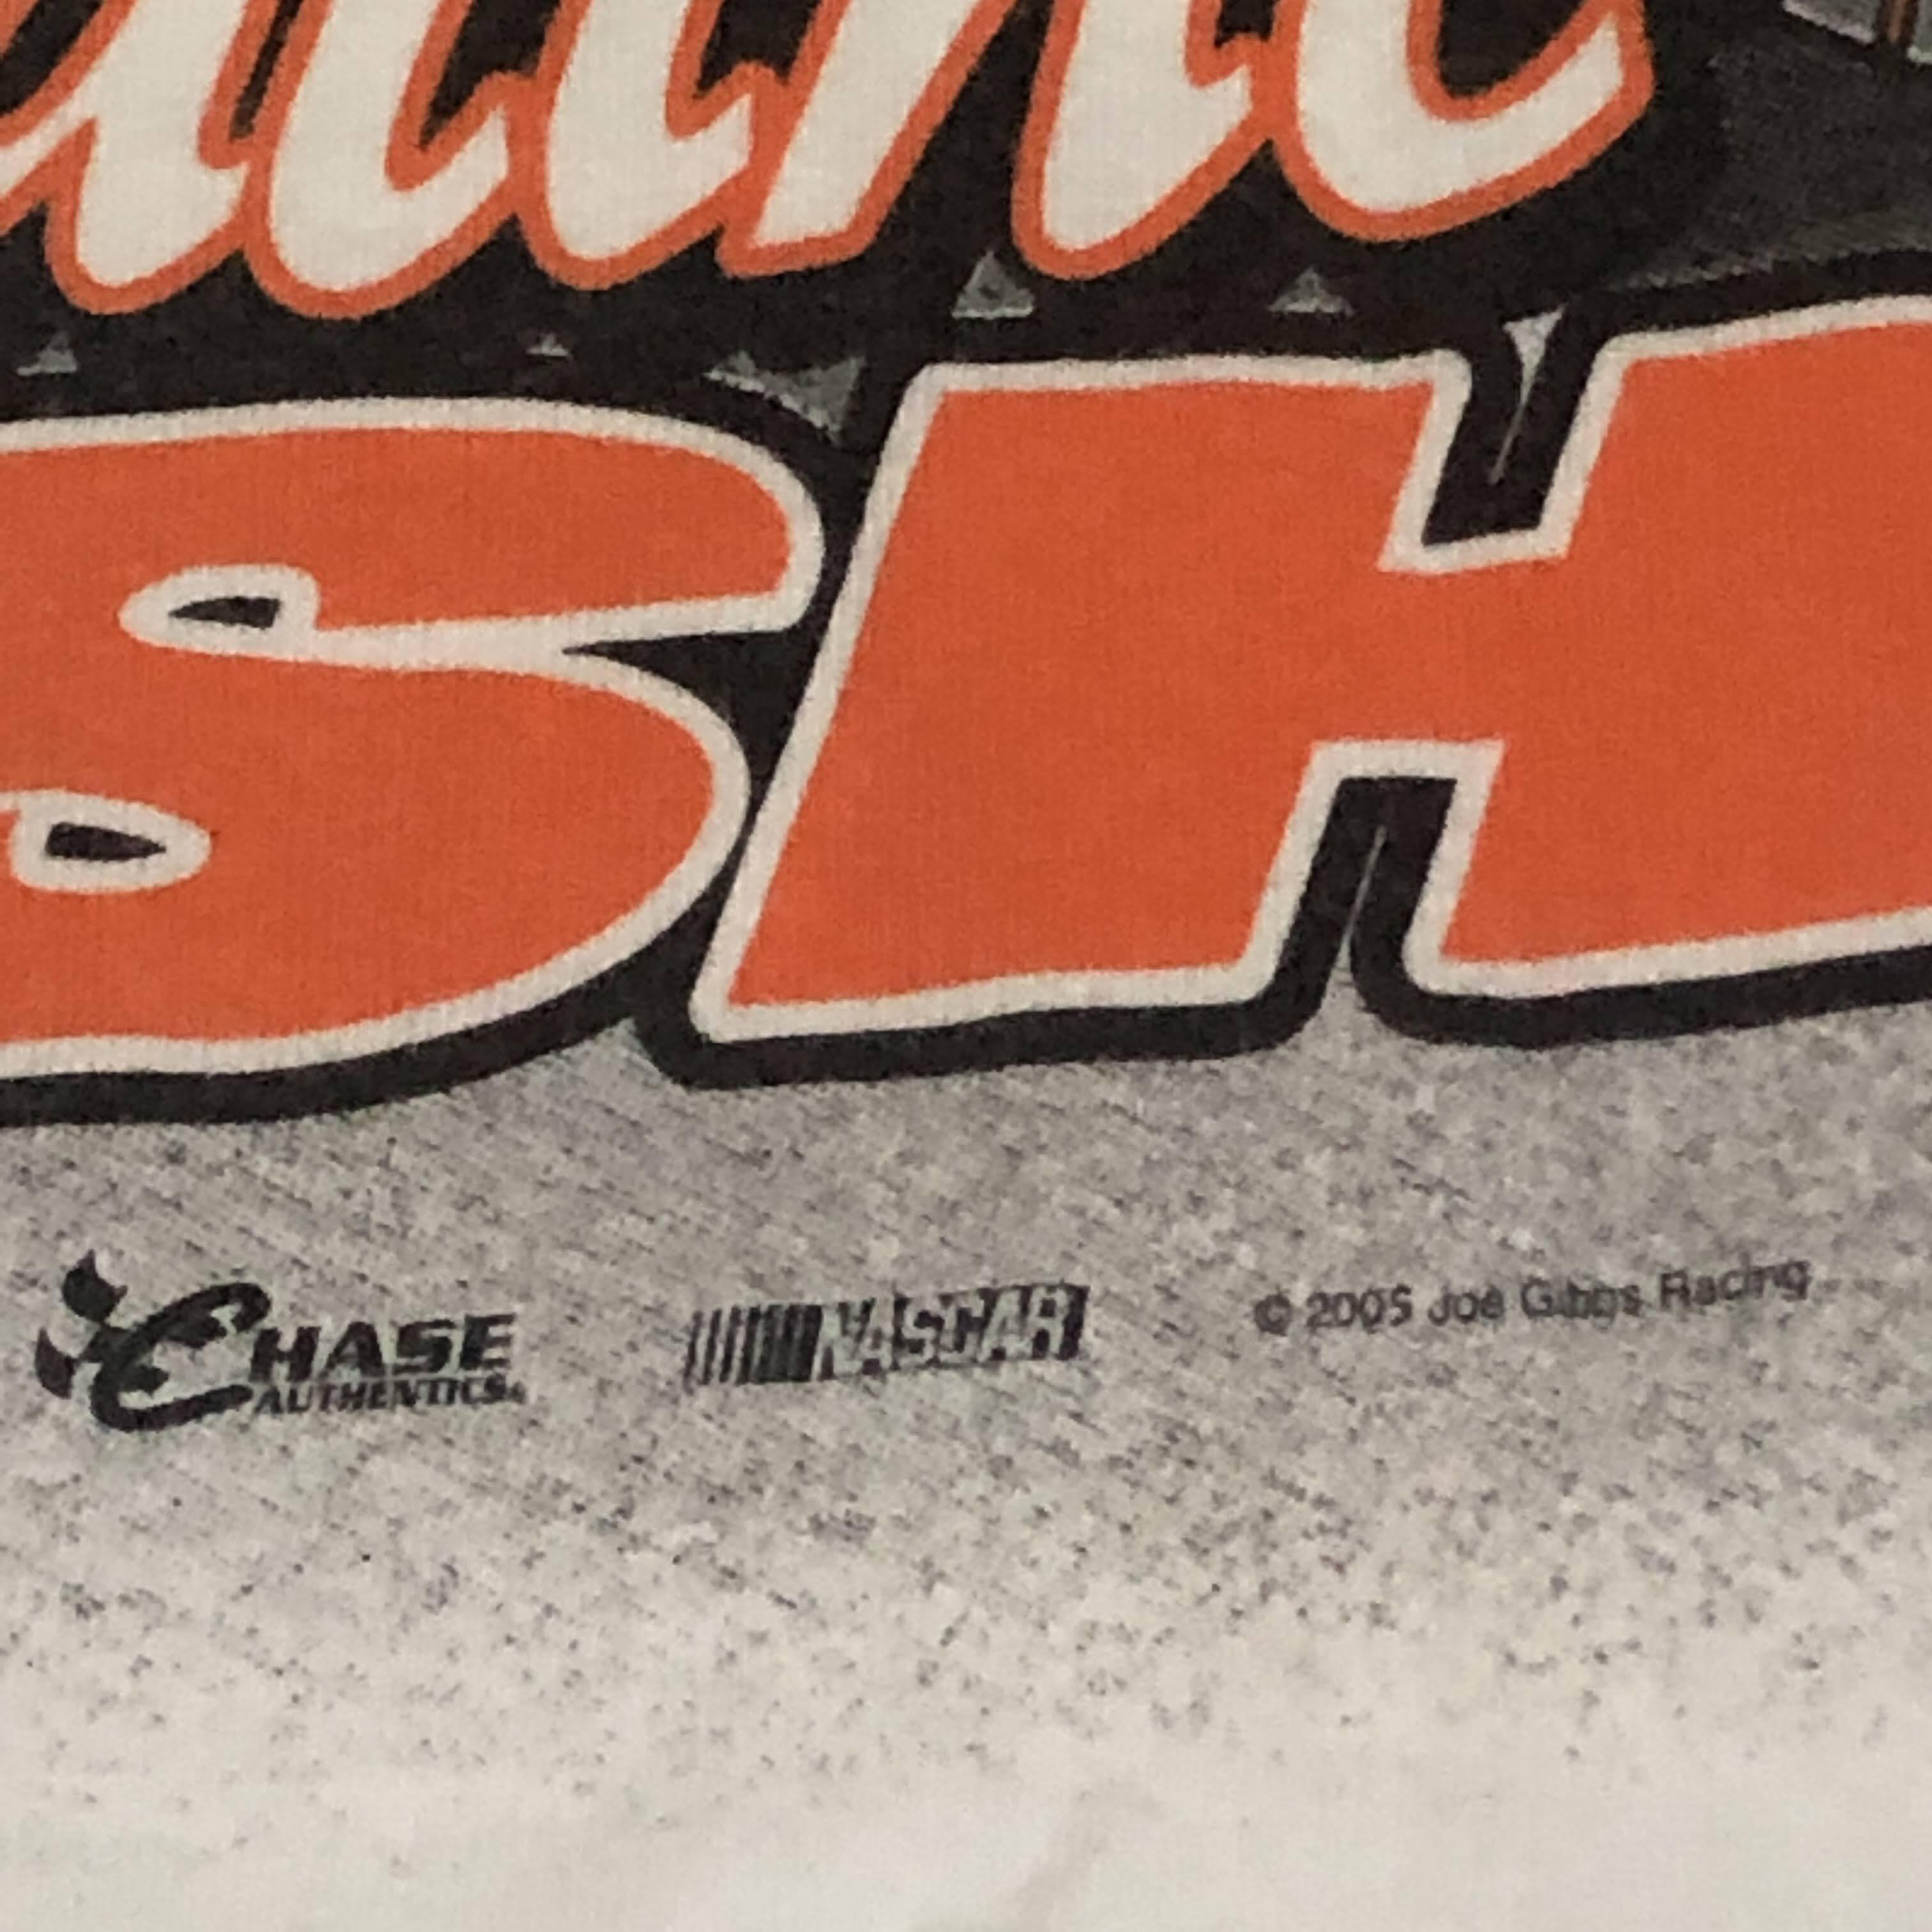 SH
CHASE NASCAR © 2005 Joe Gibbs Racing
AUTHENTICS